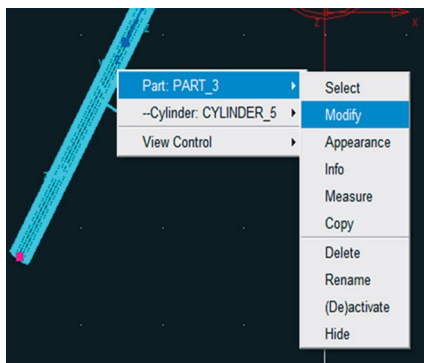 z
x
z
Part: PART_3
--Cylinder: CYLINDER_5
View Control
Select
Modify
Appearance
Info
Measure
Copy
Delete
Rename
(De)activate
Hide